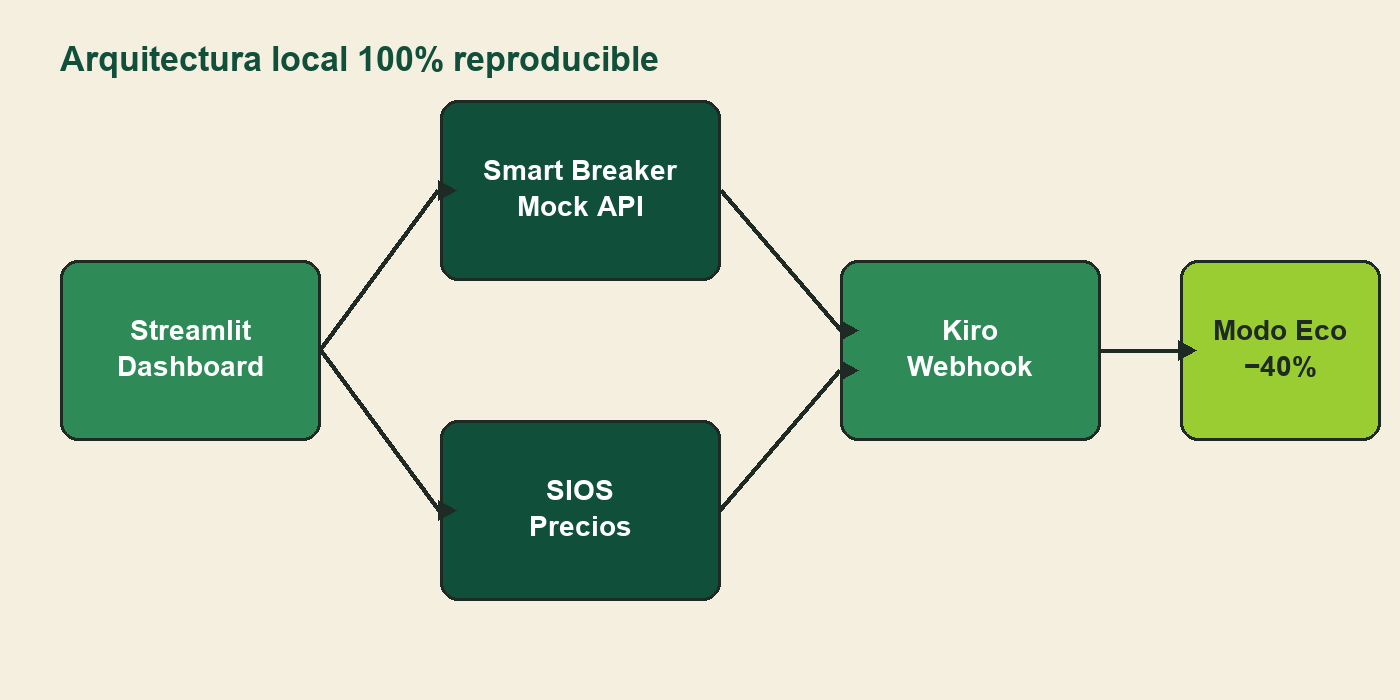 Arquitectura local 100% reproducible
Smart Breaker
Mock API
Streamlit
Dashboard
Kiro
Webhook
Modo Eco
−40%
SIOS
Precios